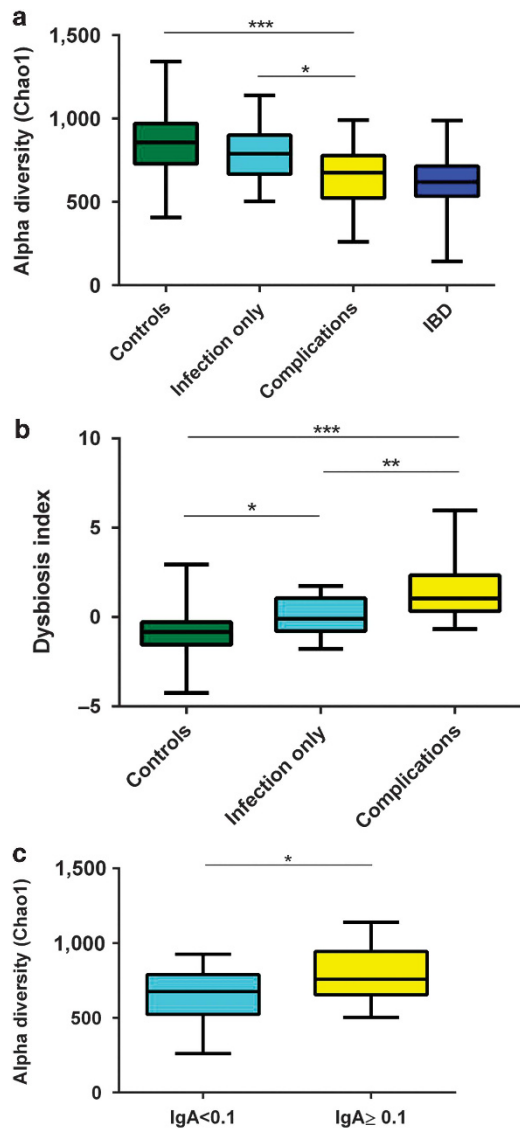 a
Alpha diversity (Chao1)
1,500
1,000
500
0
***
*
Controls
Infection only
Complications
IBD
b
Dysbiosis index
10
5
0
–5
***
**
*
Controls
Infection only
Complications
c
Alpha diversity (Chao1)
1,500
1,000
500
0
*
IgA<0.1
IgA≥ 0.1